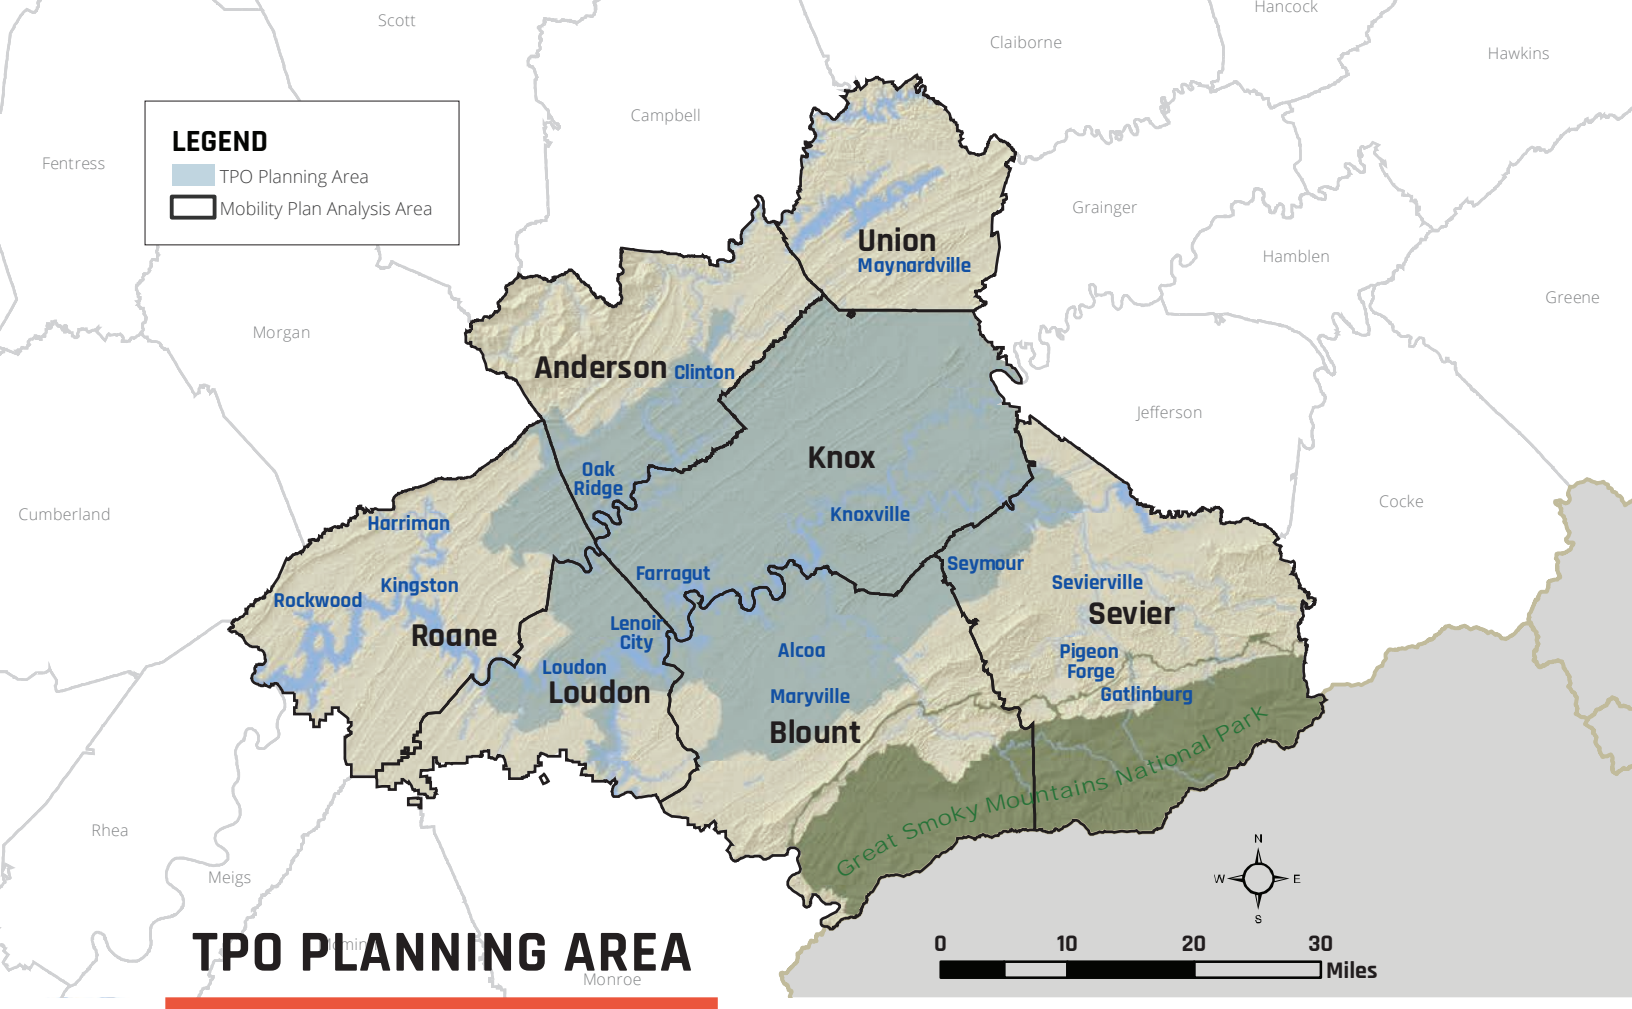 Scott
Hancock
Claiborne
Hawkins
Campbell
LEGEND
TPO Planning Area
Mobility Plan Analysis Area
Fentress
Grainger
Union
Maynardville
Hamblen
Greene
Morgan
Anderson
Clinton
Jefferson
Knox
Oak
Ridge
Cocke
Cumberland
Harriman
Knoxville
Seymour
Farragut
Sevierville
Kingston
Rockwood
Sevier
Lenoir
City
Roane
Alcoa
Pigeon
Forge
Loudon
Loudon
Maryville
Gatlinburg
Blount
Great Smoky Mountains National Park
Rhea
Meigs
N
W
E
S
TPO PLANNING AREA
Monroe
0 10 20 30
Miles